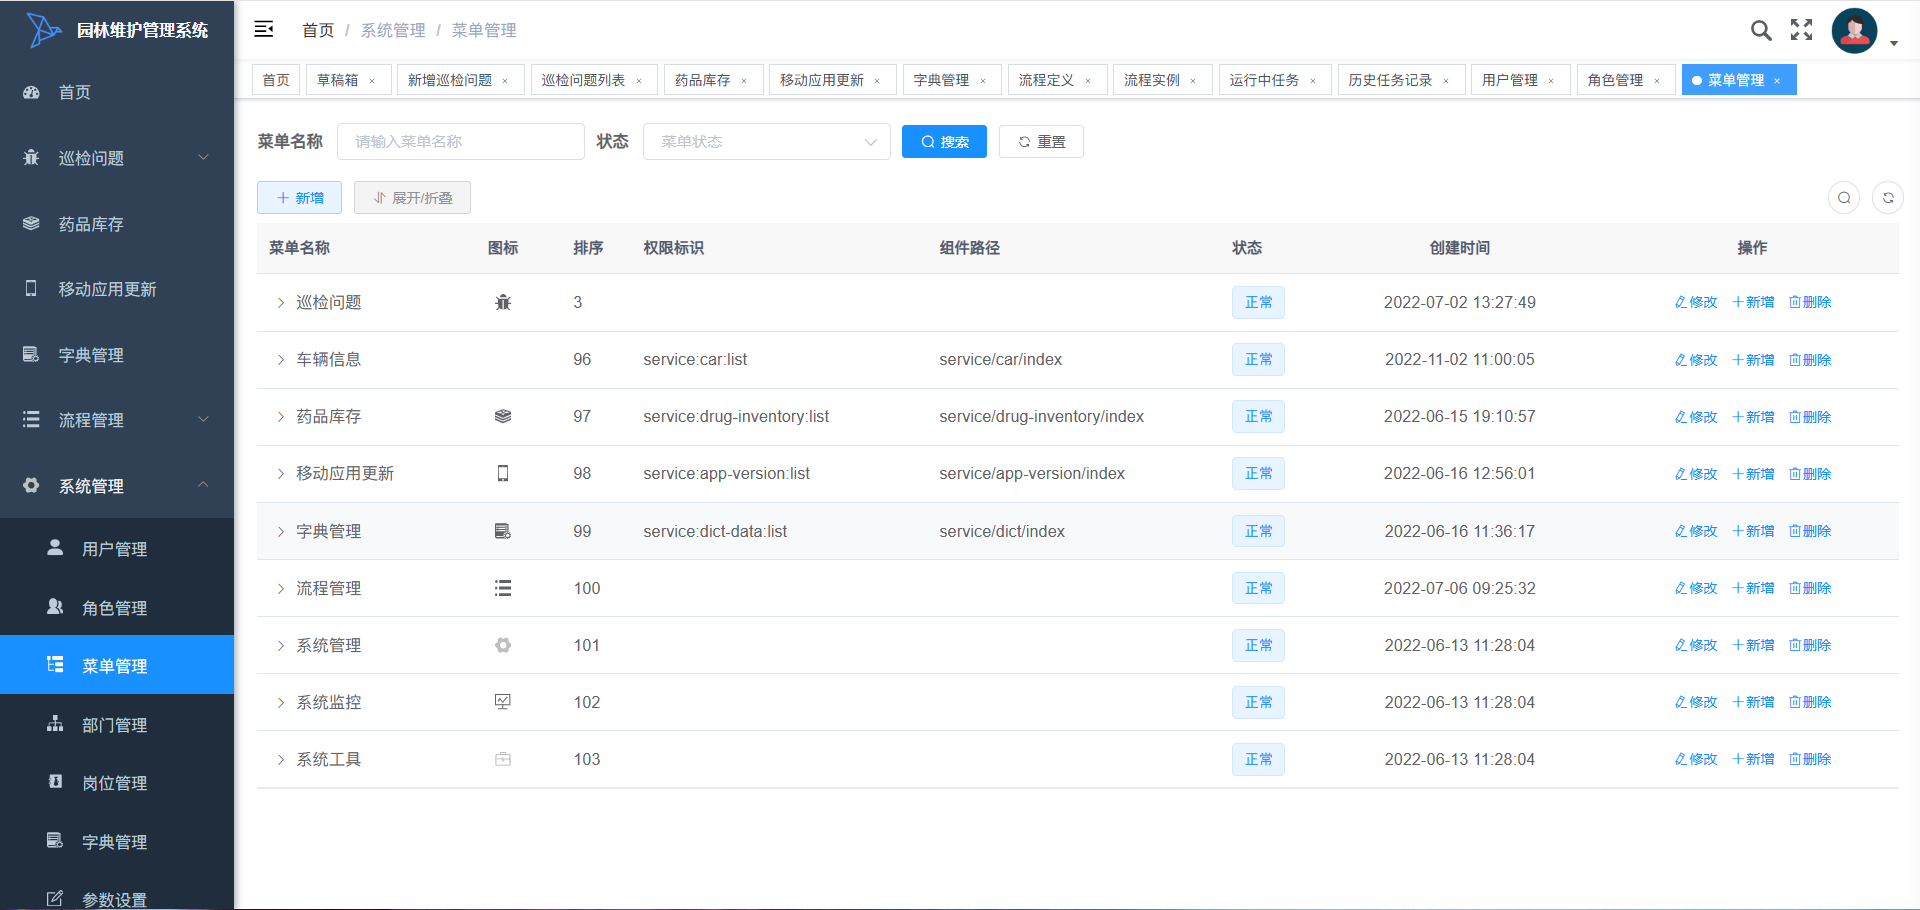 园林维护管理系统
首页
巡检问题
药品库存
移动应用更新
字典管理
流程管理
系统管理
用户管理
角色管理
菜单管理
部门管理
岗位管理
字典管理
参数设置
首页 / 系统管理 / 菜单管理
首页 草稿箱 × 新增巡检问题 × 巡检问题列表 × 药品库存 × 移动应用更新 × 字典管理 × 流程定义 × 流程实例 × 运行中任务 × 历史任务记录 × 用户管理 × 角色管理 × 菜单管理 ×
菜单名称 请输入菜单名称 状态 菜单状态 搜索 重置
新增 展开/折叠
菜单名称 图标 排序 权限标识 组件路径 状态 创建时间 操作
巡检问题 3 正常 2022-07-02 13:27:49 修改 新增 删除
车辆信息 96 service:car:list service/car/index 正常 2022-11-02 11:00:05 修改 新增 删除
药品库存 97 service:drug-inventory:list service/drug-inventory/index 正常 2022-06-15 19:10:57 修改 新增 删除
移动应用更新 98 service:app-version:list service/app-version/index 正常 2022-06-16 12:56:01 修改 新增 删除
字典管理 99 service:dict-data:list service/dict/index 正常 2022-06-16 11:36:17 修改 新增 删除
流程管理 100 正常 2022-07-06 09:25:32 修改 新增 删除
系统管理 101 正常 2022-06-13 11:28:04 修改 新增 删除
系统监控 102 正常 2022-06-13 11:28:04 修改 新增 删除
系统工具 103 正常 2022-06-13 11:28:04 修改 新增 删除